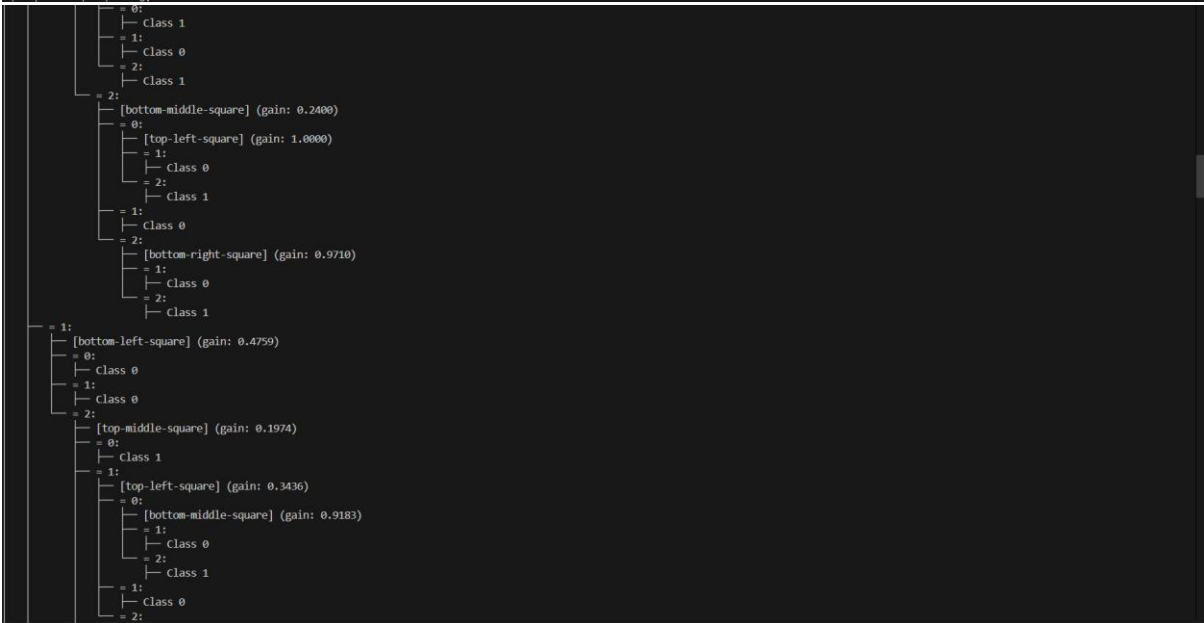 = 0:
Class 1
= 1:
Class 0
= 2:
Class 1
= 2:
[bottom-middle-square] (gain: 0.2400)
= 0:
[top-left-square] (gain: 1.0000)
= 1:
Class 0
= 2:
Class 1
= 1:
Class 0
= 2:
[bottom-right-square] (gain: 0.9710)
= 1:
Class 0
= 2:
Class 1
= 1:
[bottom-left-square] (gain: 0.4759)
= 0:
Class 0
= 1:
Class 0
= 2:
[top-middle-square] (gain: 0.1974)
= 0:
Class 1
= 1:
[top-left-square] (gain: 0.3436)
= 0:
[bottom-middle-square] (gain: 0.9183)
= 1:
Class 0
= 2:
Class 1
= 1:
Class 0
= 2: